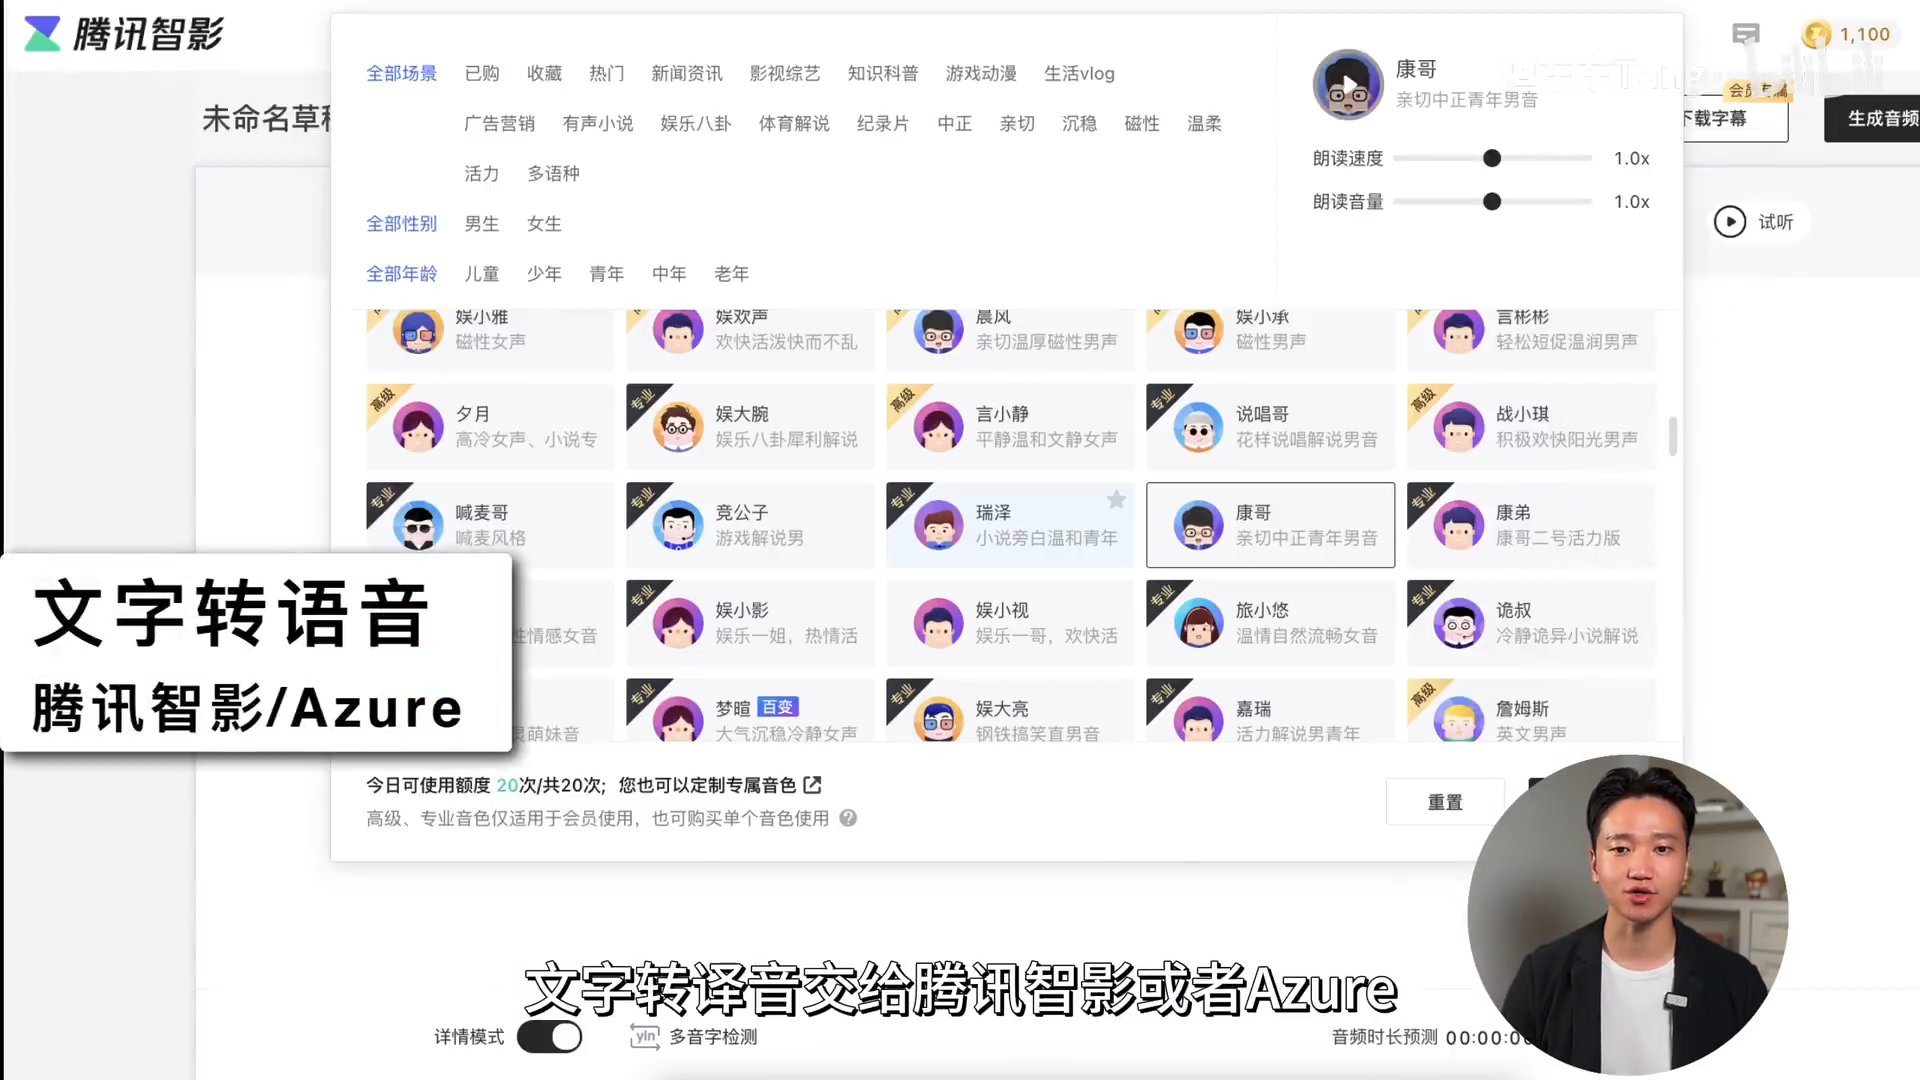 腾讯智影
1,100
未命名草稿
会员专属
下载字幕
生成音频
试听
全部场景 已购 收藏 热门 新闻资讯 影视综艺 知识科普 游戏动漫 生活vlog
广告营销 有声小说 娱乐八卦 体育解说 纪录片 中正 亲切 沉稳 磁性 温柔
活力 多语种
全部性别 男生 女生
全部年龄 儿童 少年 青年 中年 老年
康哥
亲切中正青年男音
朗读速度 1.0x
朗读音量 1.0x
娱小雅 娱欢声 晨风 娱小承 言彬彬
磁性女声 欢快活泼快而不乱 亲切温厚磁性男声 磁性男声 轻松短促温润男声
高级 专业 高级 专业 高级
夕月 娱大腕 言小静 说唱哥 战小琪
高冷女声、小说专 娱乐八卦犀利解说 平静温和文静女声 花样说唱解说男音 积极欢快阳光男声
专业 专业 专业 专业
喊麦哥 竞公子 瑞泽 康哥 康弟
喊麦风格 游戏解说男 小说旁白温和青年 亲切中正青年男音 康哥二号活力版
专业 专业 专业
娱小影 娱小视 旅小悠 诡叔
性情感女音 娱乐一姐，热情活 娱乐一哥，欢快活 温情自然流畅女音 冷静诡异小说解说
专业 专业 专业 高级
梦暄 百变 娱大亮 嘉瑞 詹姆斯
萌妹音 大气沉稳冷静女声 钢铁搞笑直男音 活力解说男青年 英文男声
文字转语音
腾讯智影/Azure
今日可使用额度 20次/共20次；您也可以定制专属音色
高级、专业音色仅适用于会员使用，也可购买单个音色使用
重置
文字转译音交给腾讯智影或者Azure
详情模式 yin 多音字检测 音频时长预测 00:00:0